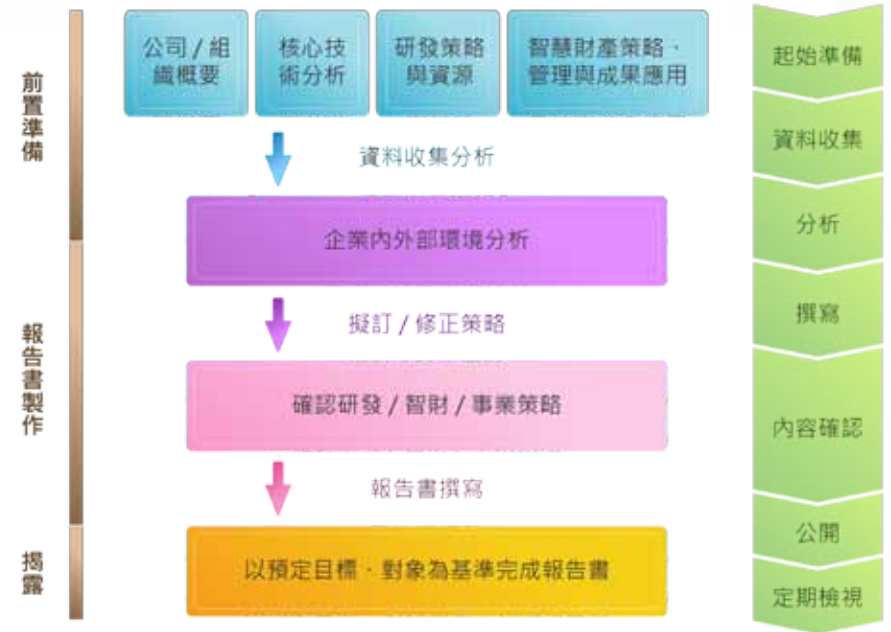 前置準備
報告書製作
揭露
公司 / 組
織概要
核心技
術分析
研發策略
與資源
智慧財產策略、
管理與成果應用
資料收集分析
企業內外部環境分析
擬訂 / 修正策略
確認研發 / 智財 / 事業策略
報告書撰寫
以預定目標、對象為基準完成報告書
起始準備
資料收集
分析
撰寫
內容確認
公開
定期檢視